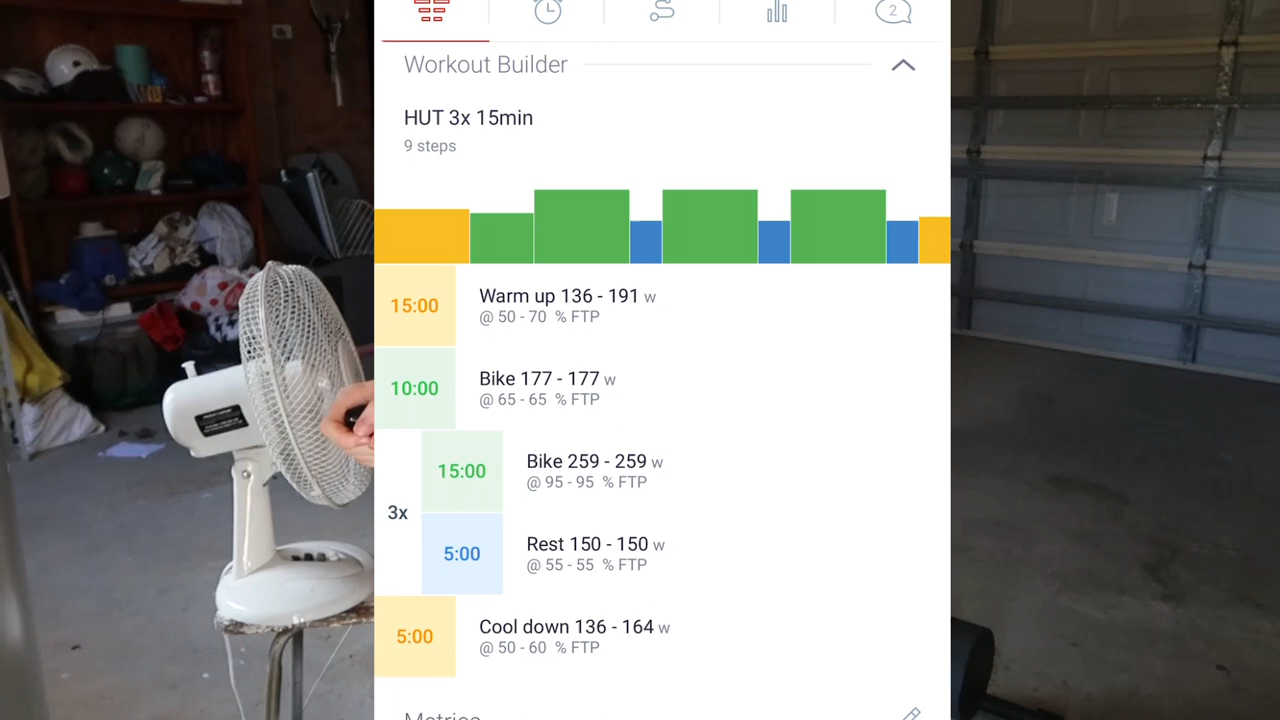 2
Workout Builder
HUT 3x 15min
9 steps
15:00
Warm up 136 - 191 w
@ 50 - 70 % FTP
10:00
Bike 177 - 177 w
@ 65 - 65 % FTP
3x
15:00
Bike 259 - 259 w
@ 95 - 95 % FTP
5:00
Rest 150 - 150 w
@ 55 - 55 % FTP
5:00
Cool down 136 - 164 w
@ 50 - 60 % FTP
Metrics